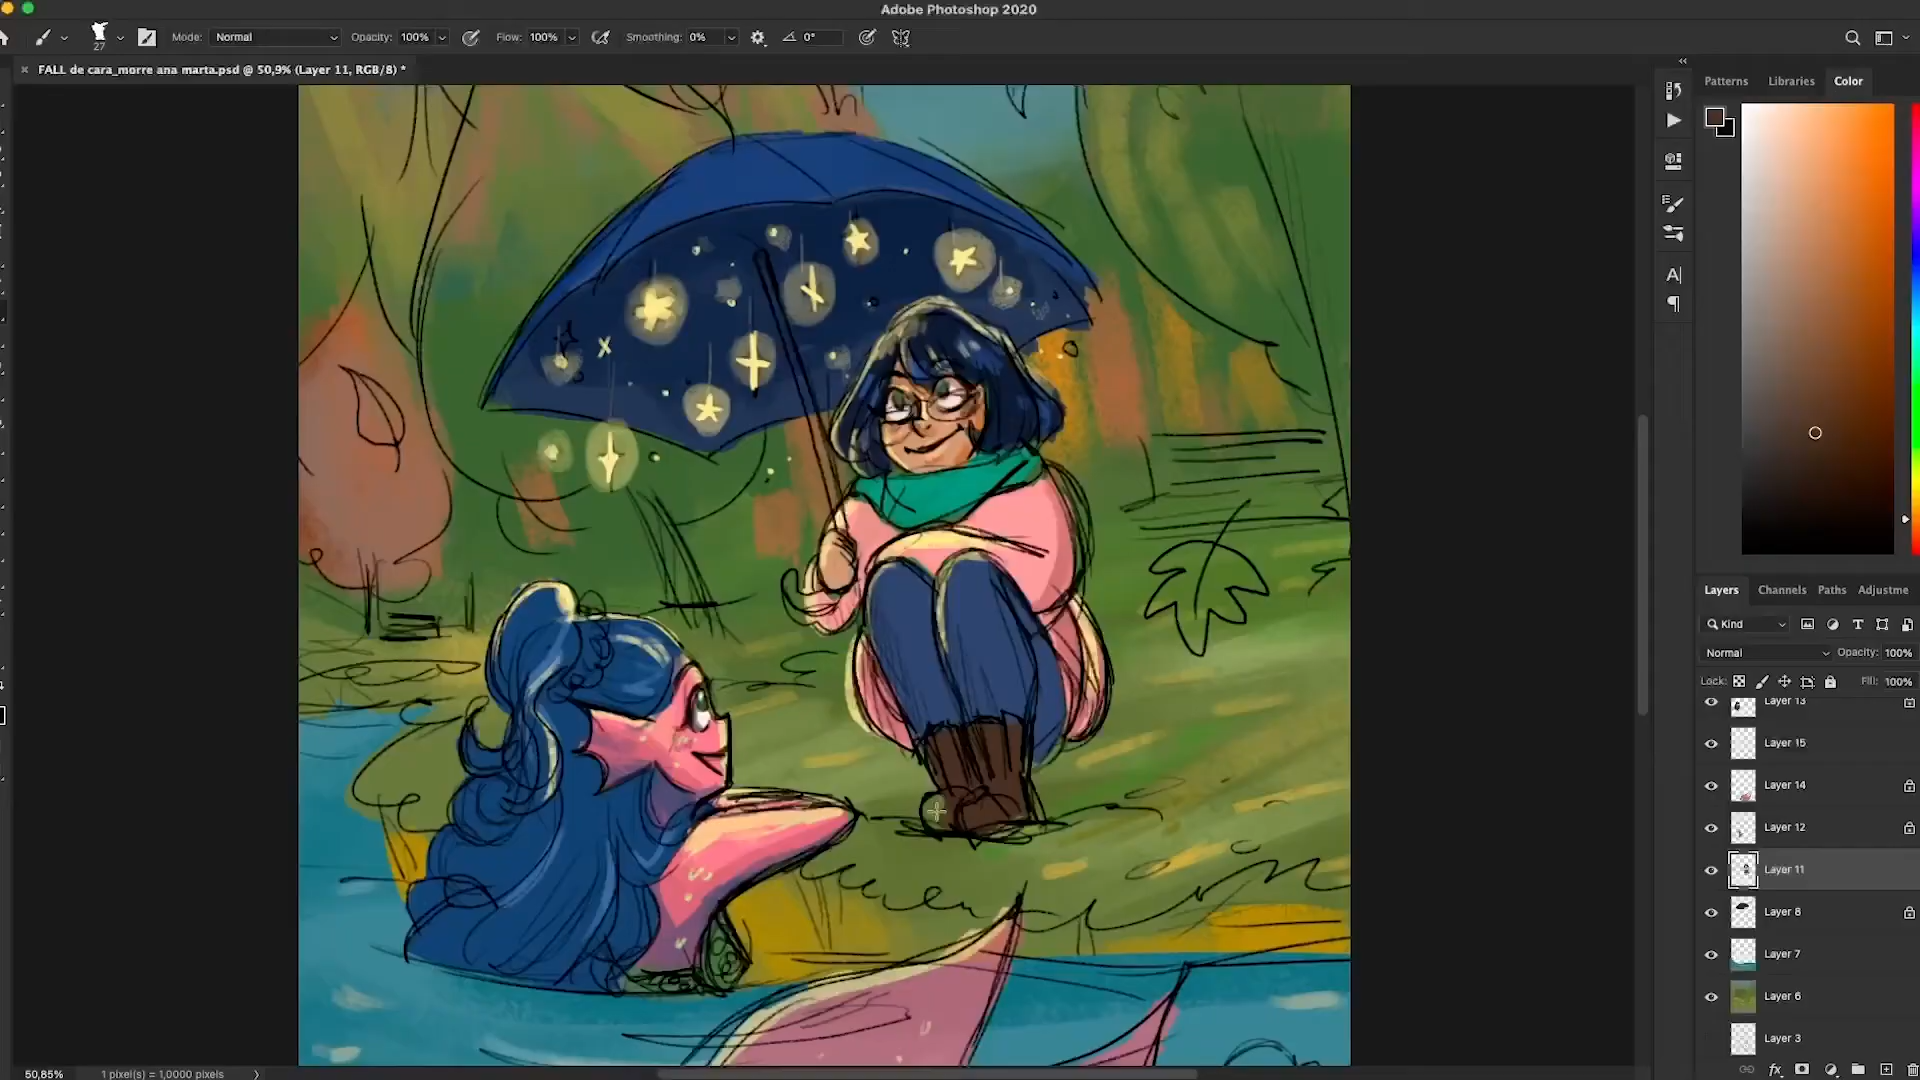 Adobe Photoshop 2020
27 Mode: Normal Opacity: 100% Flow: 100% Smoothing: 0% 0°
× FALL de cara_morre ana marta.psd @ 50,9% (Layer 11, RGB/8) *
Patterns Libraries Color
Layers Channels Paths Adjustme
Kind
Normal Opacity: 100%
Lock: Fill: 100%
Layer 13
Layer 15
Layer 14
Layer 12
Layer 11
Layer 8
Layer 7
Layer 6
Layer 3
50,85% 1 pixel(s) = 1,0000 pixels